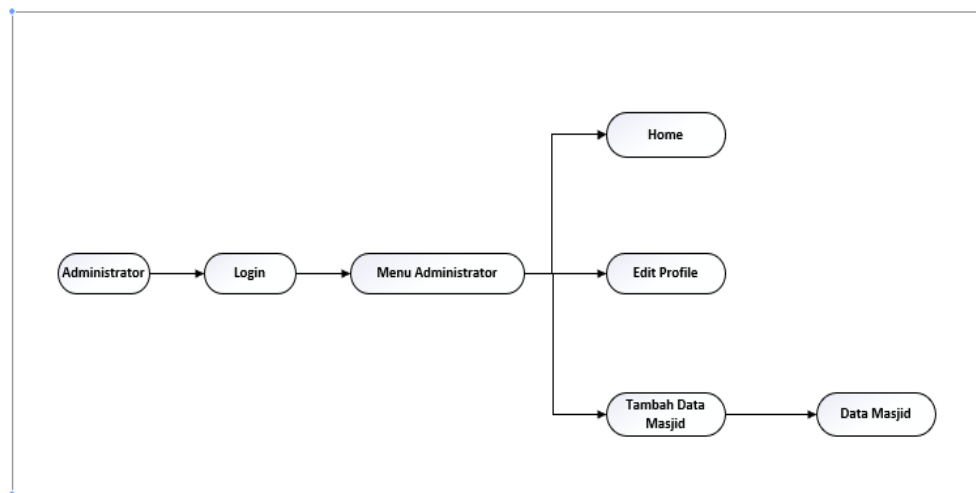 Home
Administrator
Login
Menu Administrator
Edit Profile
Tambah Data
Masjid
Data Masjid